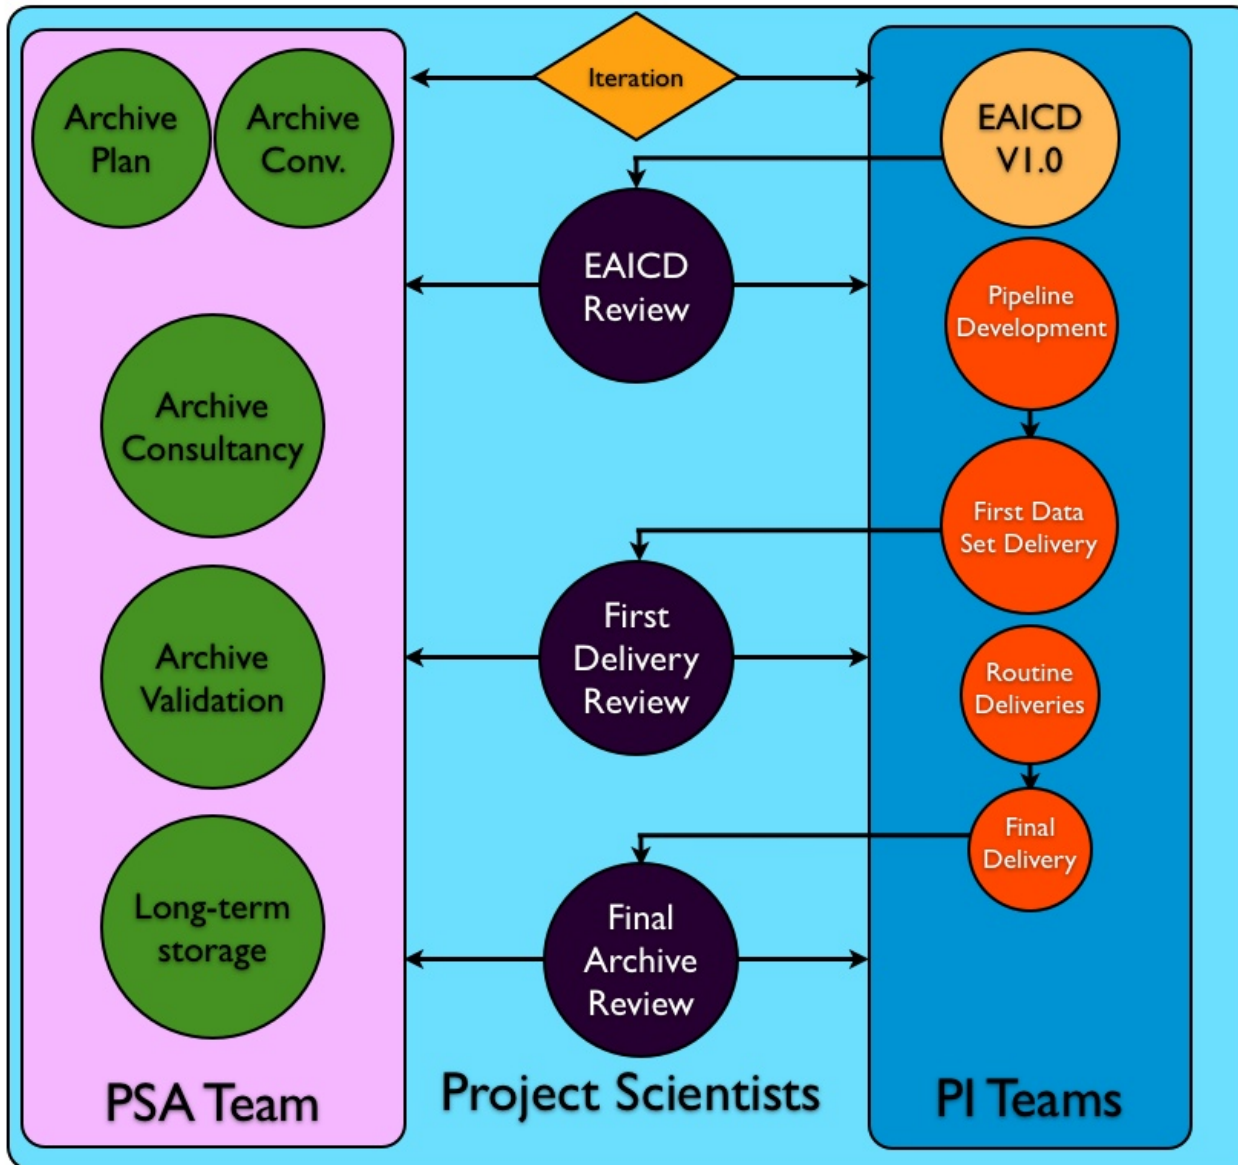 Archive
Plan
Archive
Conv.
Iteration
EAICD
V1.0
EAICD
Review
Pipeline
Development
Archive
Consultancy
First Data
Set Delivery
First
Delivery
Review
Archive
Validation
Routine
Deliveries
Final
Delivery
Long-term
storage
Final
Archive
Review
PSA Team
Project Scientists
PI Teams